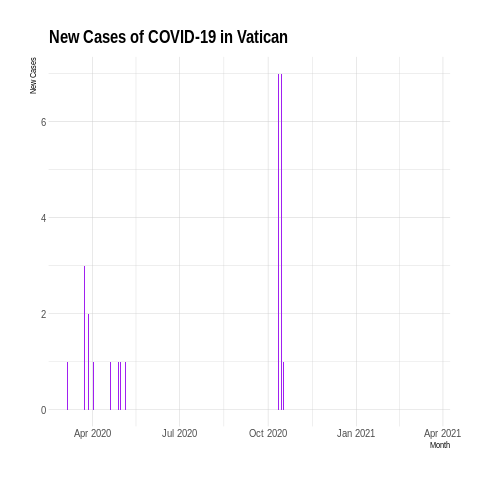 New Cases of COVID-19 in Vatican
New Cases
6
4
2
0
Apr 2020 Jul 2020 Oct 2020 Jan 2021 Apr 2021
Month